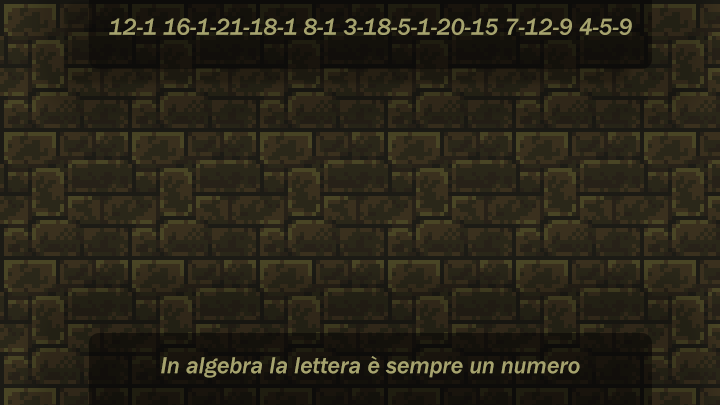 12-1 16-1-21-18-1 8-1 3-18-5-1-20-15 7-12-9 4-5-9
In algebra la lettera è sempre un numero